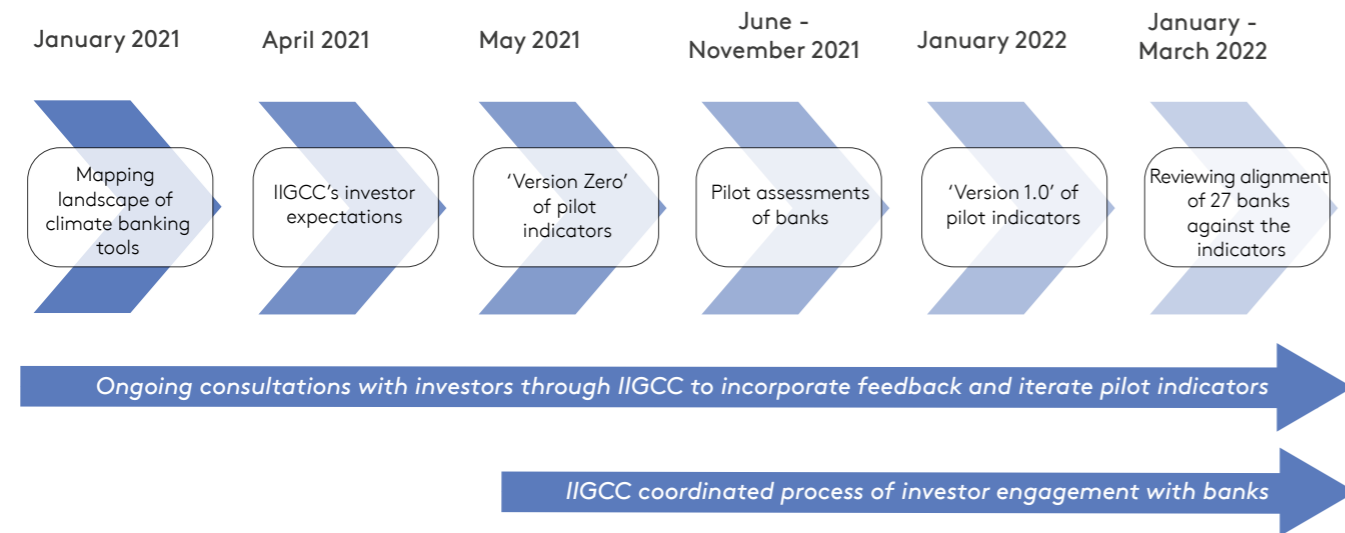 January 2021
April 2021
May 2021
June -
November 2021
January 2022
January -
March 2022
Mapping
landscape of
climate banking
tools
IIGCC's investor
expectations
‘Version Zero’
of pilot
indicators
Pilot assessments
of banks
‘Version 1.0’ of
pilot indicators
Reviewing alignment
of 27 banks
against the
indicators
Ongoing consultations with investors through IIGCC to incorporate feedback and iterate pilot indicators
IIGCC coordinated process of investor engagement with banks